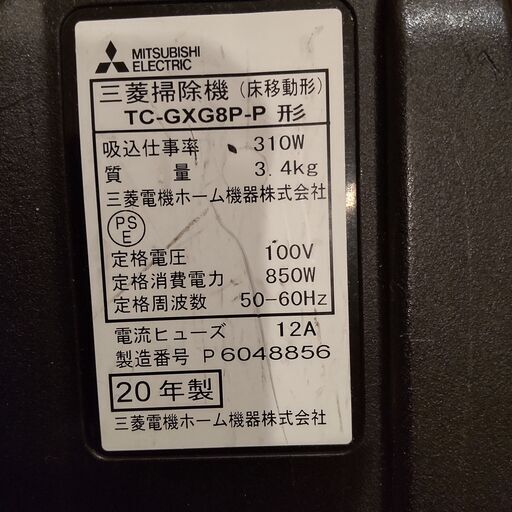 MITSUBISHI
ELECTRIC
三菱掃除機（床移動形）
TC-GXG8P-P 形
吸込仕事率 310W
質量 3.4kg
三菱電機ホーム機器株式会社
PS
E
定格電圧 100V
定格消費電力 850W
定格周波数 50-60Hz
電流ヒューズ 12A
製造番号 P6048856
20年製
三菱電機ホーム機器株式会社